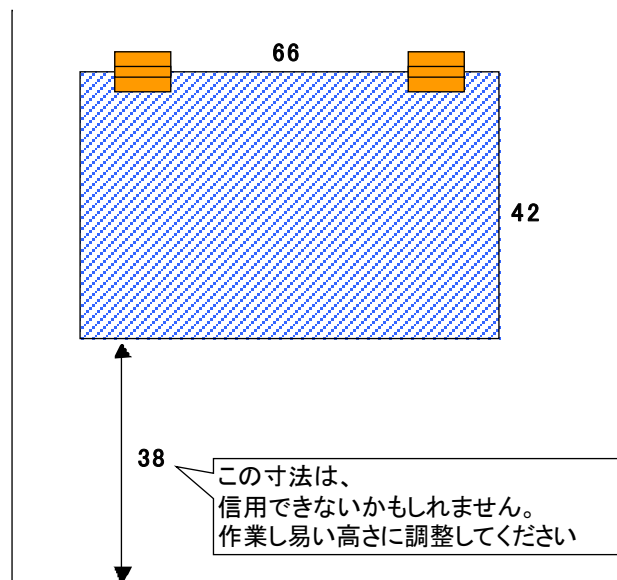 66
42
38
この寸法は、
信用できないかもしれません。
作業し易い高さに調整してください